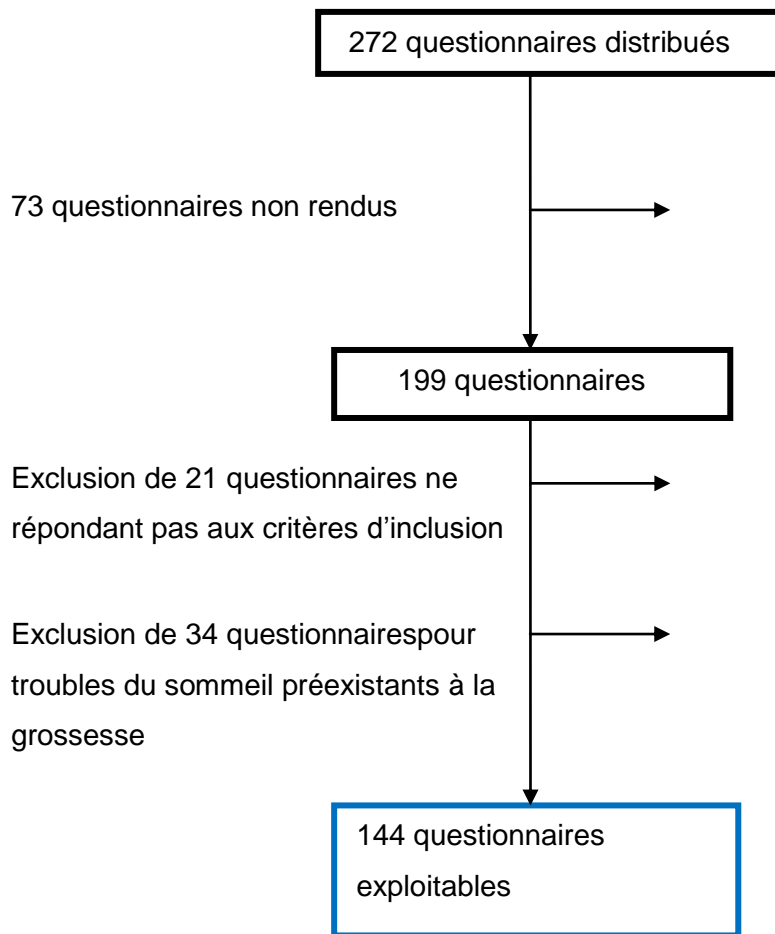 272 questionnaires distribués
73 questionnaires non rendus
199 questionnaires
Exclusion de 21 questionnaires ne
répondant pas aux critères d’inclusion
Exclusion de 34 questionnairespour
troubles du sommeil préexistants à la
grossesse
144 questionnaires
exploitables